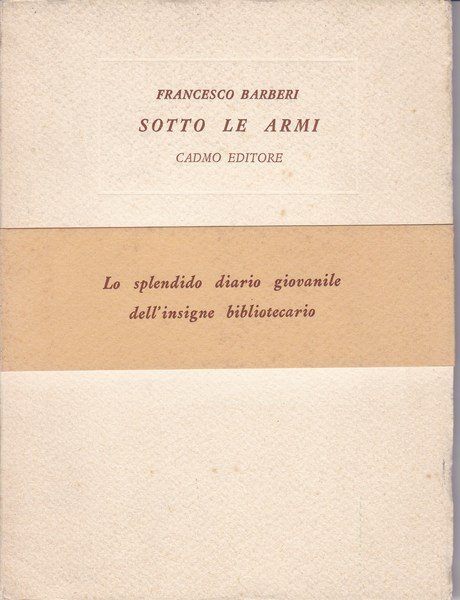 FRANCESCO BARBERI
SOTTO LE ARMI
CADMO EDITORE
Lo splendido diario giovanile
dell'insigne bibliotecario